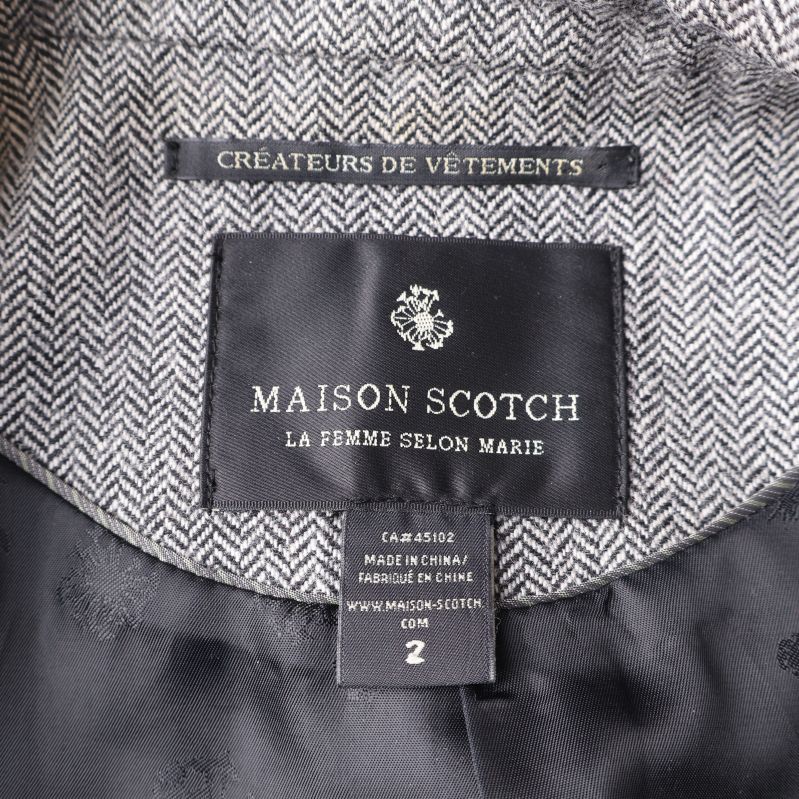 CRÉATEURS DE VÊTEMENTS
MAISON SCOTCH
LA FEMME SELON MARIE
CA#45102
MADE IN CHINA/
FABRIQUÉ EN CHINE
WWW.MAISON-SCOTCH.
COM
2